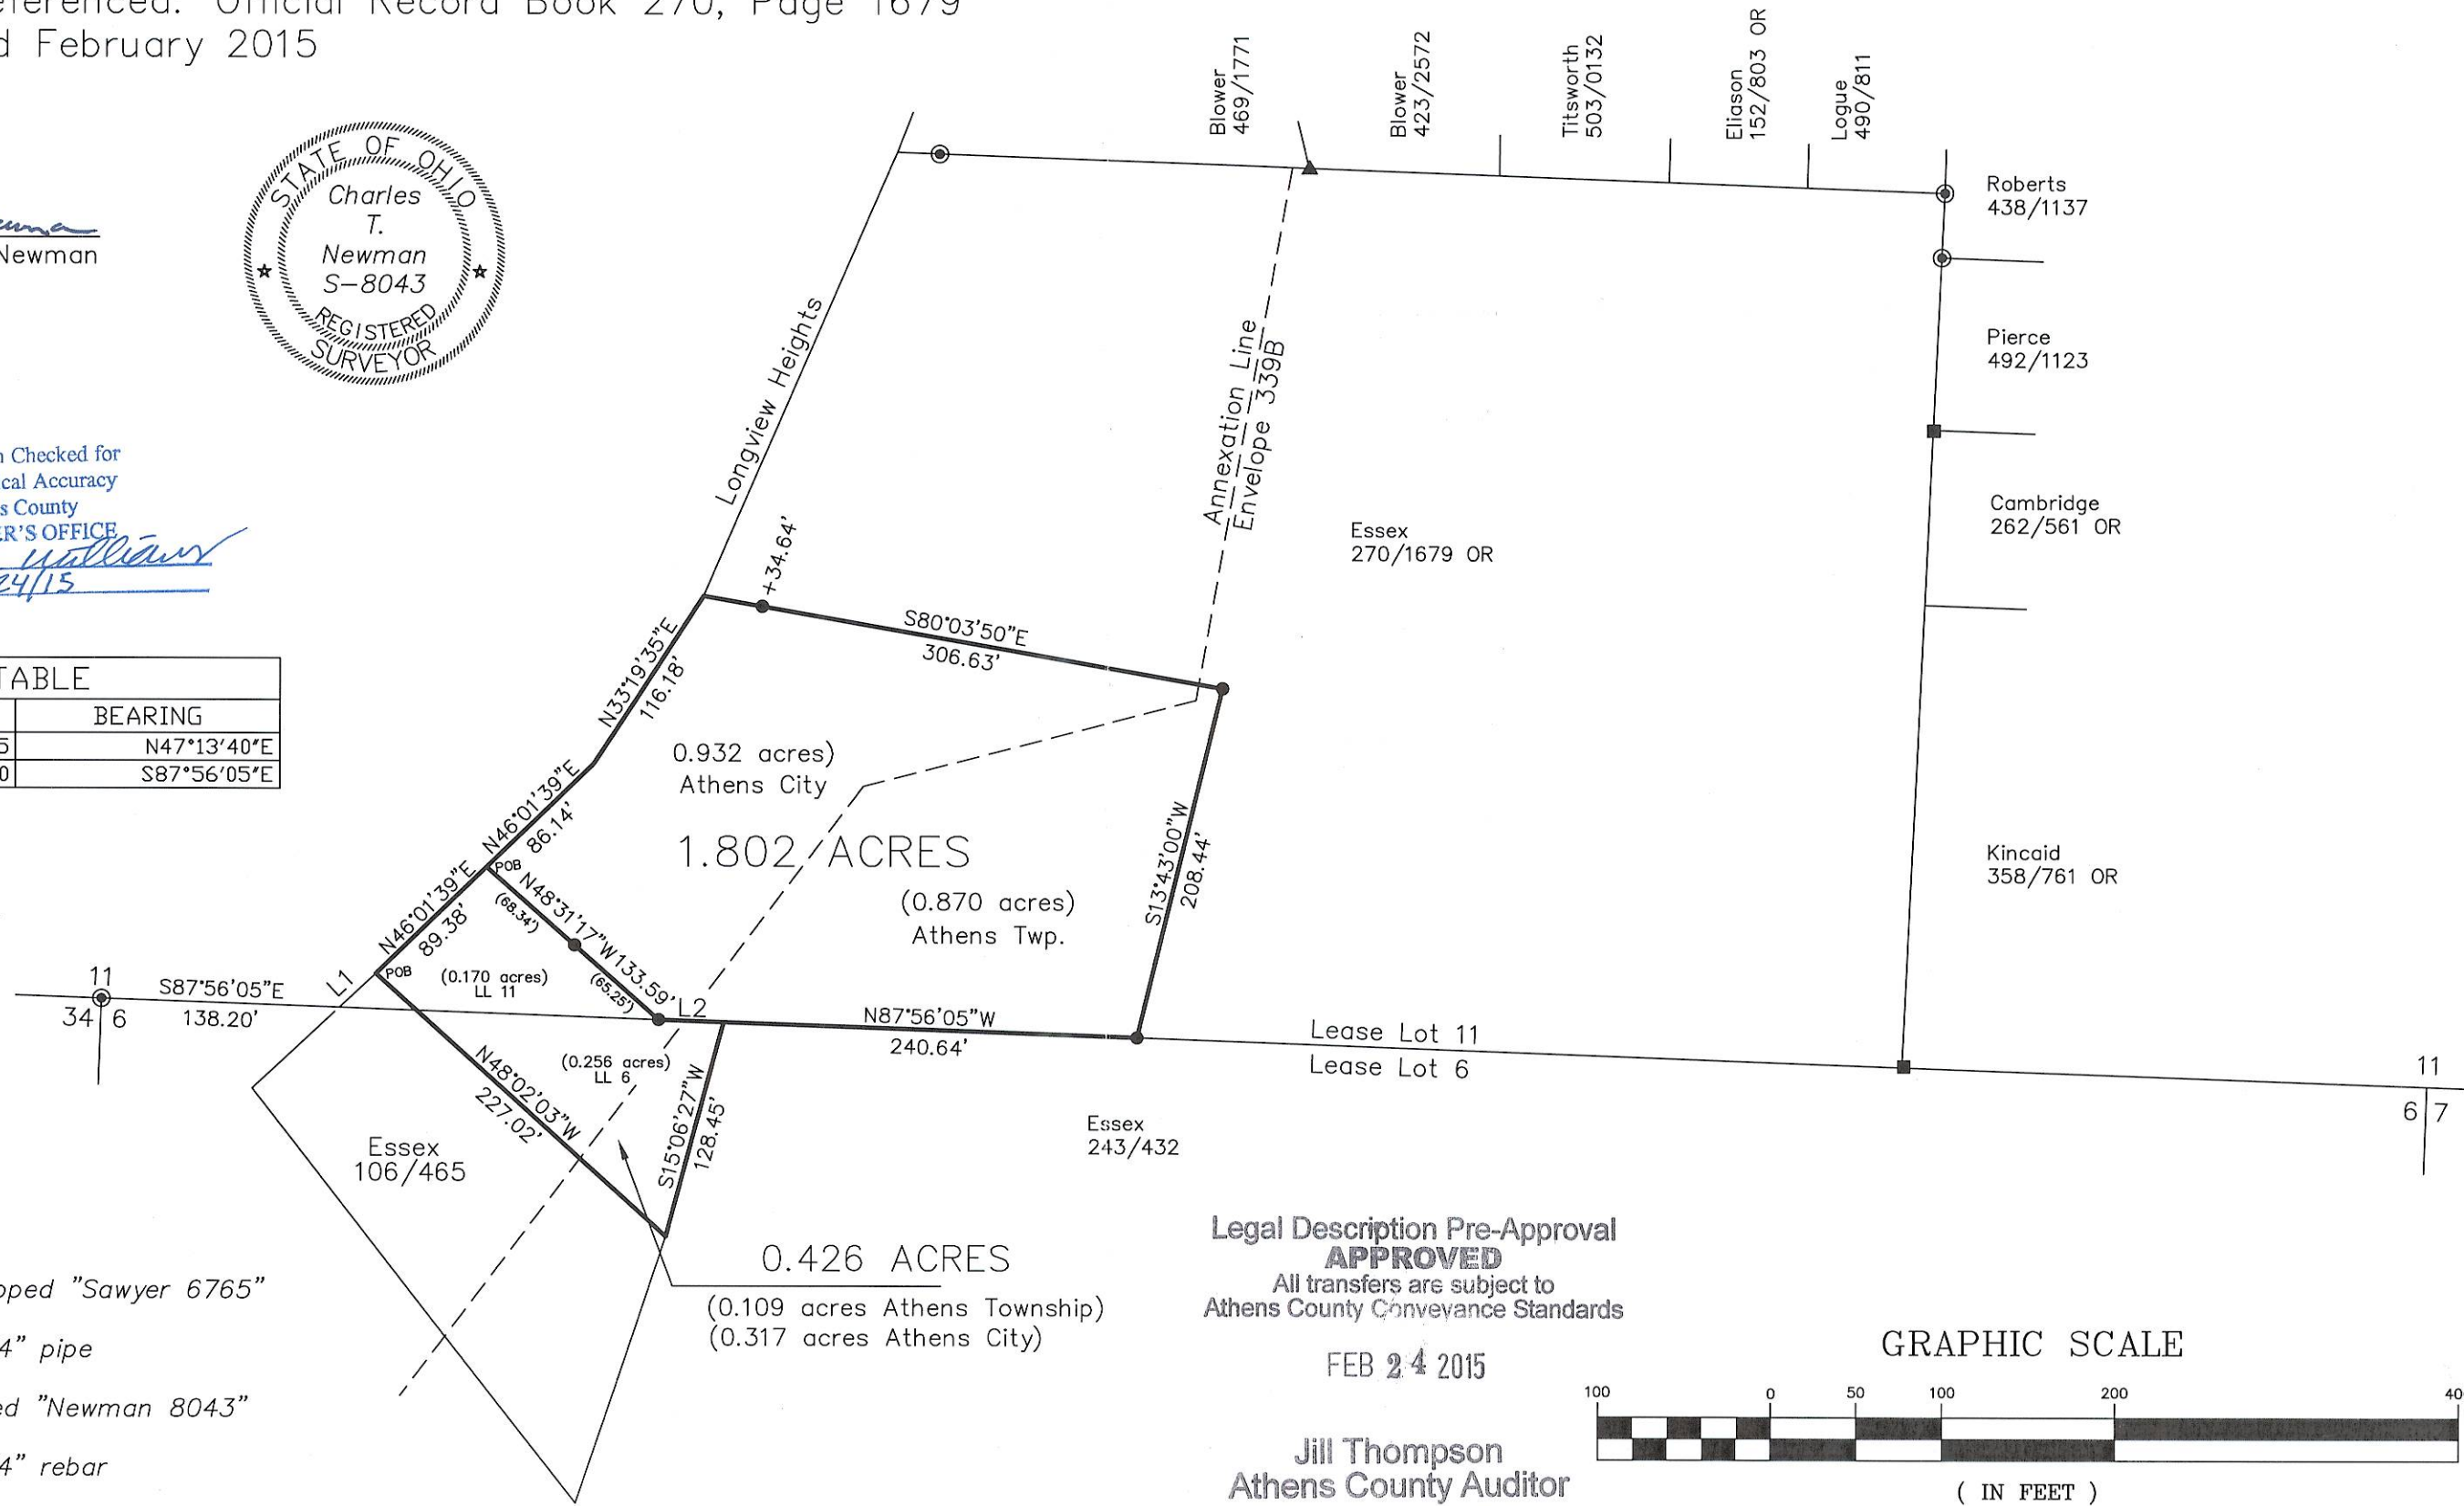 Official Record Book 270, Page 1679
February 2015
Blower
469/1771
Blower
423/2572
Titsworth
503/0132
Eliason
152/803 OR
Logue
490/811
STATE OF OHIO
Charles
T.
Newman
S-8043
REGISTERED
SURVEYOR
Newman
Roberts
438/1137
Pierce
492/1123
Cambridge
262/561 OR
Kincaid
358/761 OR
Longview Heights
Annexation Line
Envelope 339B
Essex
270/1679 OR
Checked for
Accuracy
County
OFFICE
Williams
24/15
TABLE
BEARING
N47°13'40"E
S87°56'05"E
+34.64'
S80°03'50"E
306.63'
N33°19'35"E
116.18'
0.932 acres)
Athens City
N46°01'39"E
86.14'
1.802 ACRES
(0.870 acres)
Athens Twp.
S13°43'00"W
208.44'
POB
N48°31'17"W 133.59'
(68.34')
(65.25')
N46°01'39"E
89.38'
POB
(0.170 acres)
LL 11
L1
L2
11
34
6
S87°56'05"E
138.20'
N87°56'05"W
240.64'
Lease Lot 11
Lease Lot 6
11
6
7
(0.256 acres)
LL 6
N48°02'03"W
227.02'
S15°06'27"W
128.45'
Essex
106/465
Essex
243/432
0.426 ACRES
(0.109 acres Athens Township)
(0.317 acres Athens City)
"Sawyer 6765"
pipe
"Newman 8043"
rebar
Legal Description Pre-Approval
APPROVED
All transfers are subject to
Athens County Conveyance Standards
FEB 24 2015
Jill Thompson
Athens County Auditor
GRAPHIC SCALE
100 0 50 100 200
( IN FEET )